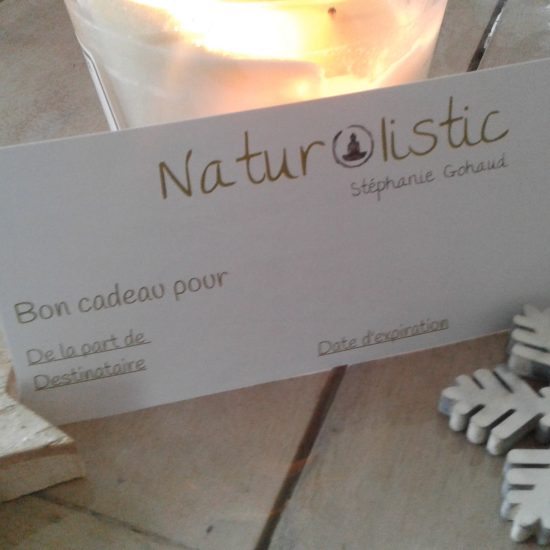 Naturolistic
Stéphanie Gohaud
Bon cadeau pour
De la part de
Destinataire
Date d'expiration